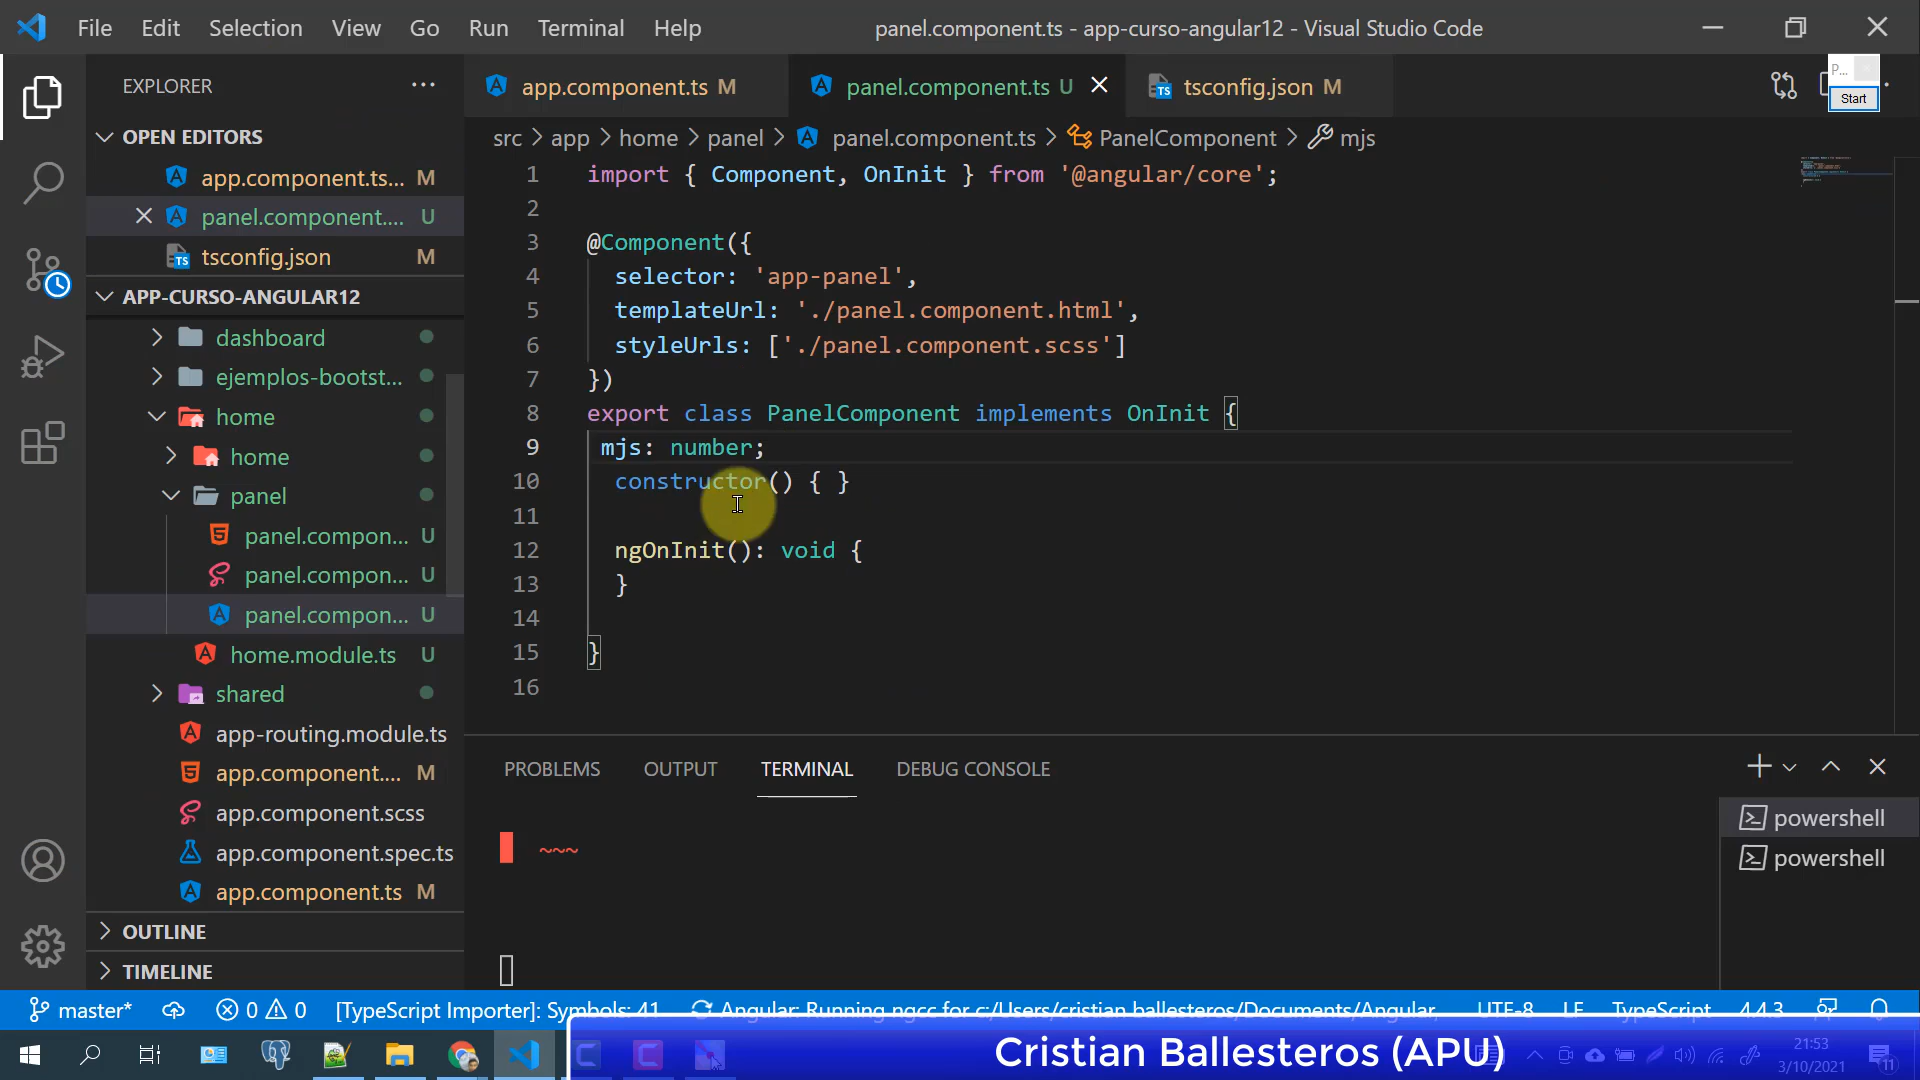 File Edit Selection View Go Run Terminal Help panel.component.ts - app-curso-angular12 - Visual Studio Code
EXPLORER ...
OPEN EDITORS
app.component.ts... M
panel.component.... U
tsconfig.json M
APP-CURSO-ANGULAR12
dashboard
ejemplos-bootst...
home
home
panel
panel.compon... U
panel.compon... U
panel.compon... U
home.module.ts U
shared
app-routing.module.ts
app.component.... M
app.component.scss
app.component.spec.ts
app.component.ts M
OUTLINE
TIMELINE
app.component.ts M panel.component.ts U tsconfig.json M
P...
Start
src > app > home > panel > panel.component.ts > PanelComponent > mjs
1 import { Component, OnInit } from '@angular/core';
2
3 @Component({
4 selector: 'app-panel',
5 templateUrl: './panel.component.html',
6 styleUrls: ['./panel.component.scss']
7 })
8 export class PanelComponent implements OnInit {
9 mjs: number;
10 constructor() { }
11
12 ngOnInit(): void {
13 }
14
15 }
16
PROBLEMS OUTPUT TERMINAL DEBUG CONSOLE
~~~
powershell
powershell
master* 0 0 [TypeScript Importer]: Symbols: 41 Angular: Running ngcc for c:/Users/cristian ballesteros/Documents/Angular, UTF-8 LF TypeScript 4.4.3
Cristian Ballesteros (APU)
21:53
3/10/2021
11